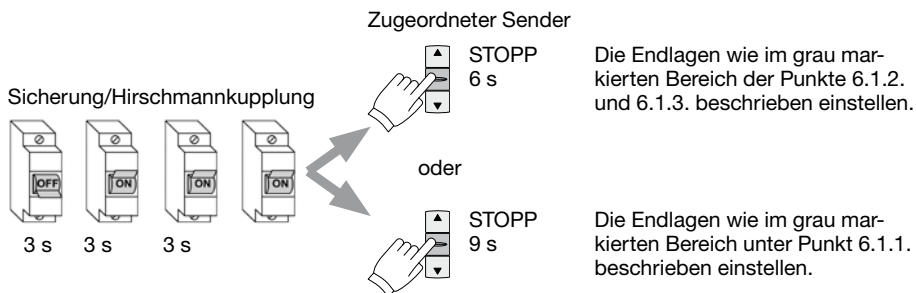 Zugeordneter Sender
STOPP
6 s
Die Endlagen wie im grau mar-
kierten Bereich der Punkte 6.1.2.
und 6.1.3. beschrieben einstellen.
Sicherung/Hirschmannkupplung
OFF
ON
ON
ON
3 s
3 s
3 s
oder
STOPP
9 s
Die Endlagen wie im grau mar-
kierten Bereich unter Punkt 6.1.1.
beschrieben einstellen.